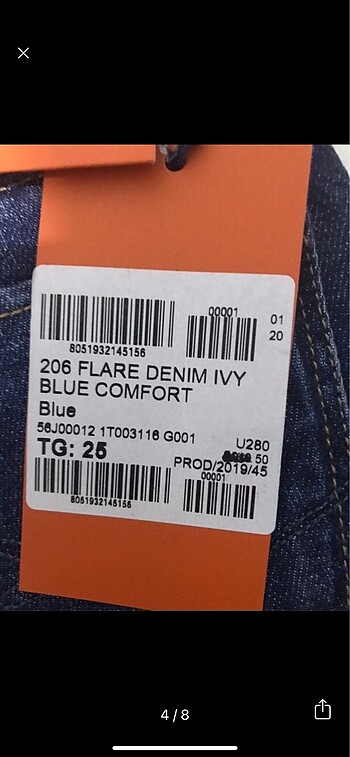 8051932145156
00001
01
20
206 FLARE DENIM IVY
BLUE COMFORT
Blue
56J00012 1T003116 G001
U280
50
TG: 25
PROD/2019/45
00001
8051932145156
4/8